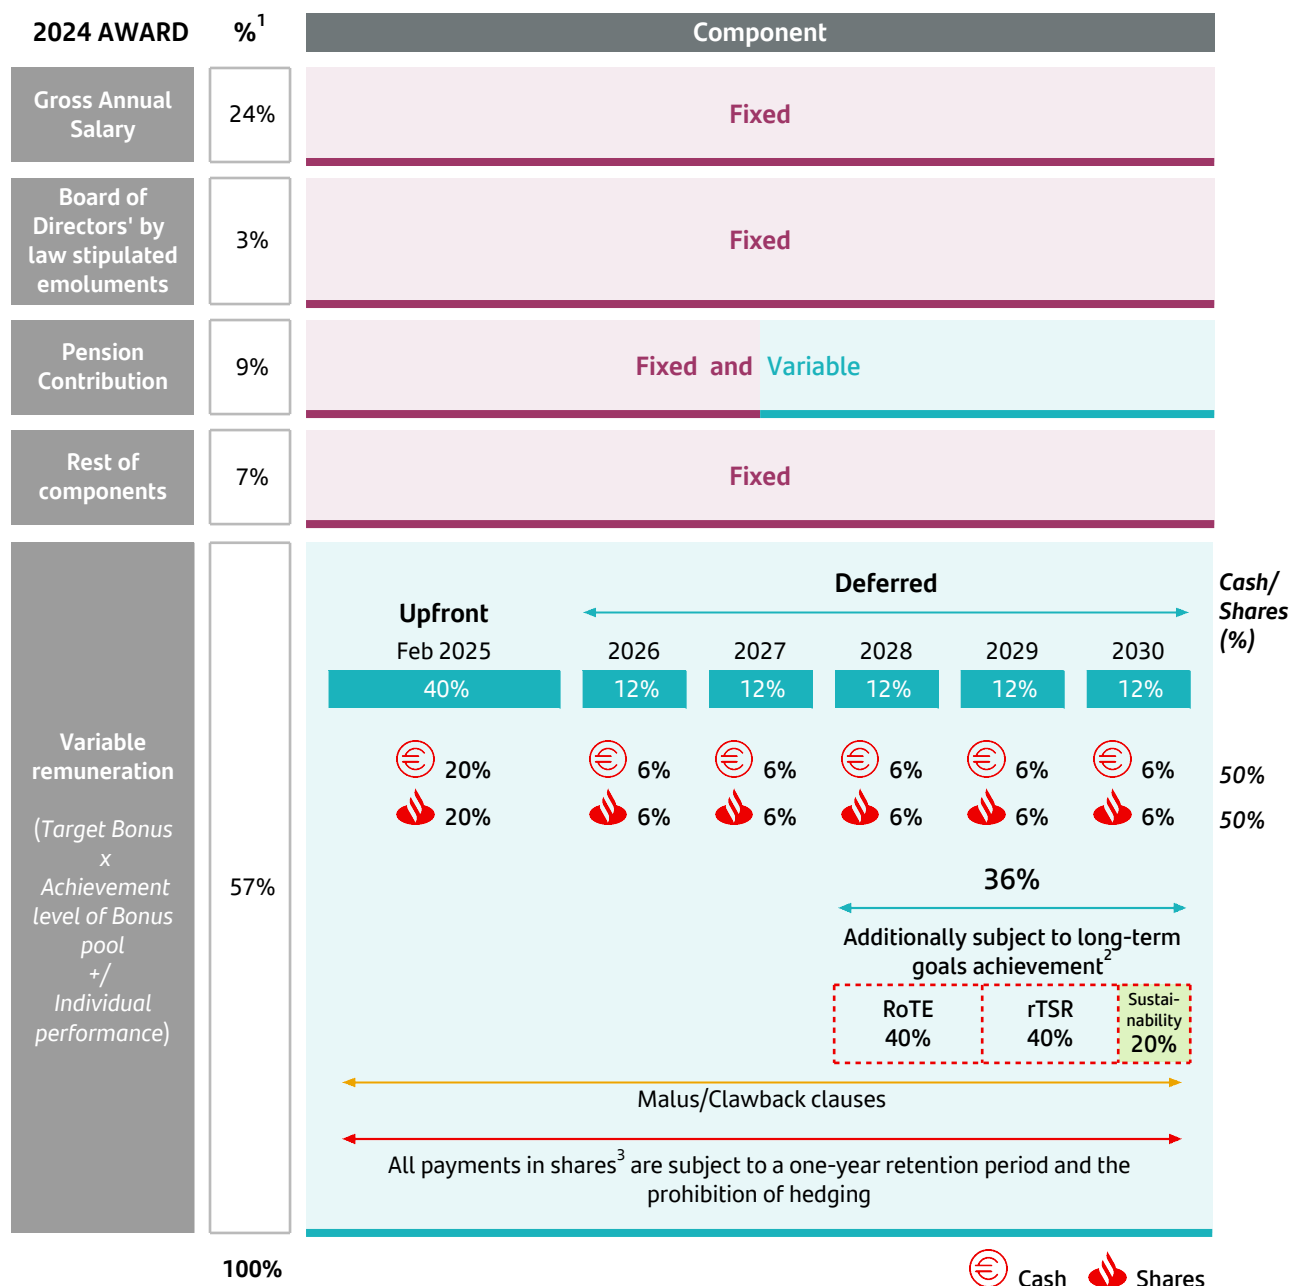 2024 AWARD %1 Component
Gross Annual
Salary
24%
Fixed
Board of
Directors' by
law stipulated
emoluments
3%
Fixed
Pension
Contribution
9%
Fixed and Variable
Rest of
components
7%
Fixed
Variable
remuneration
(Target Bonus
x
Achievement
level of Bonus
pool
+/
Individual
performance)
57%
Deferred
Upfront
Feb 2025 2026 2027 2028 2029 2030
40% 12% 12% 12% 12% 12%
Cash/
Shares
(%)
20% 6% 6% 6% 6% 6% 50%
20% 6% 6% 6% 6% 6% 50%
36%
Additionally subject to long-term
goals achievement2
RoTE
40%
rTSR
40%
Sustai-
nability
20%
Malus/Clawback clauses
All payments in shares3 are subject to a one-year retention period and the
prohibition of hedging
100%
Cash Shares